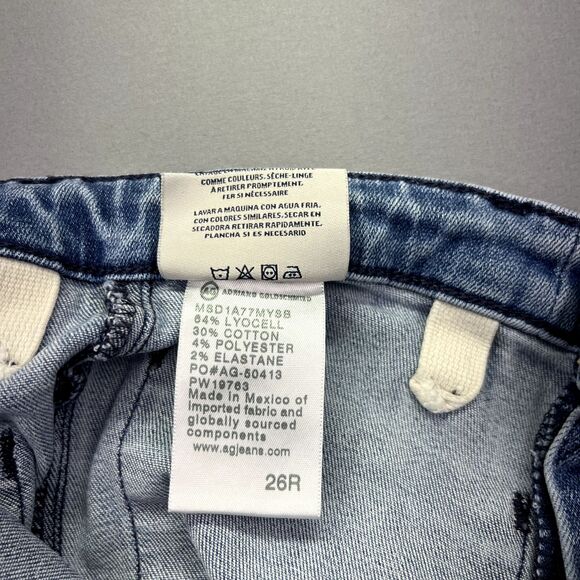 COMME COULEURS. SÈCHE-LINGE
À RETIRER PROMPTEMENT.
FER SI NÉCESSAIRE
LAVAR A MAQUINA CON AGUA FRIA
CON COLORES SIMILARES. SECAR EN
SECADORA RETIRAR RAPIDAMENTE.
PLANCHA SI ES NECESARIO
AG ADRIANO GOLDSCHMIED
MSD1A77MYSB
64% LYOCELL
30% COTTON
4% POLYESTER
2% ELASTANE
PO#AG-50413
PW19763
Made in Mexico of
imported fabric and
globally sourced
components
www.agjeans.com
26R